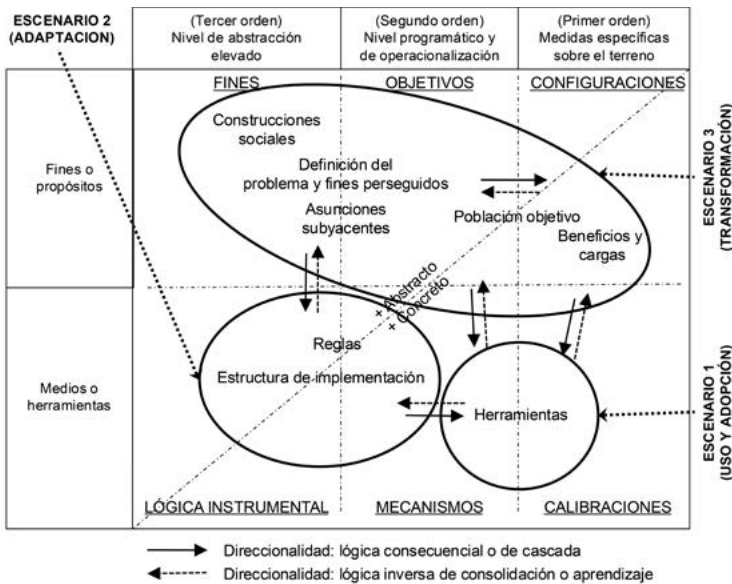 ESCENARIO 2
(ADAPTACION)
(Tercer orden)
Nivel de abstracción
elevado
(Segundo orden)
Nivel programático y
de operacionalización
(Primer orden)
Medidas específicas
sobre el terreno
FINES
OBJETIVOS
CONFIGURACIONES
Fines o
propósitos
Construcciones
sociales
Definición del
problema y fines perseguidos
Asunciones
subyacentes
Población objetivo
Beneficios y
cargas
ESCENARIO 3
(TRANSFORMACIÓN)
+ Abstracto
+ Concreto
Medios o
herramientas
Reglas
Estructura de implementación
Herramientas
ESCENARIO 1
(USO Y ADOPCIÓN)
LÓGICA INSTRUMENTAL
MECANISMOS
CALIBRACIONES
Direccionalidad: lógica consecuencial o de cascada
Direccionalidad: lógica inversa de consolidación o aprendizaje